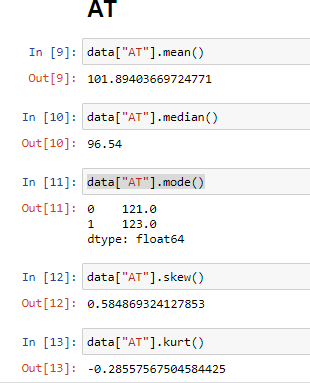 AT
In [9]: data["AT"].mean()
Out[9]: 101.89403669724771
In [10]: data["AT"].median()
Out[10]: 96.54
In [11]: data["AT"].mode()
Out[11]: 0    121.0
1    123.0
dtype: float64
In [12]: data["AT"].skew()
Out[12]: 0.584869324127853
In [13]: data["AT"].kurt()
Out[13]: -0.28557567504584425